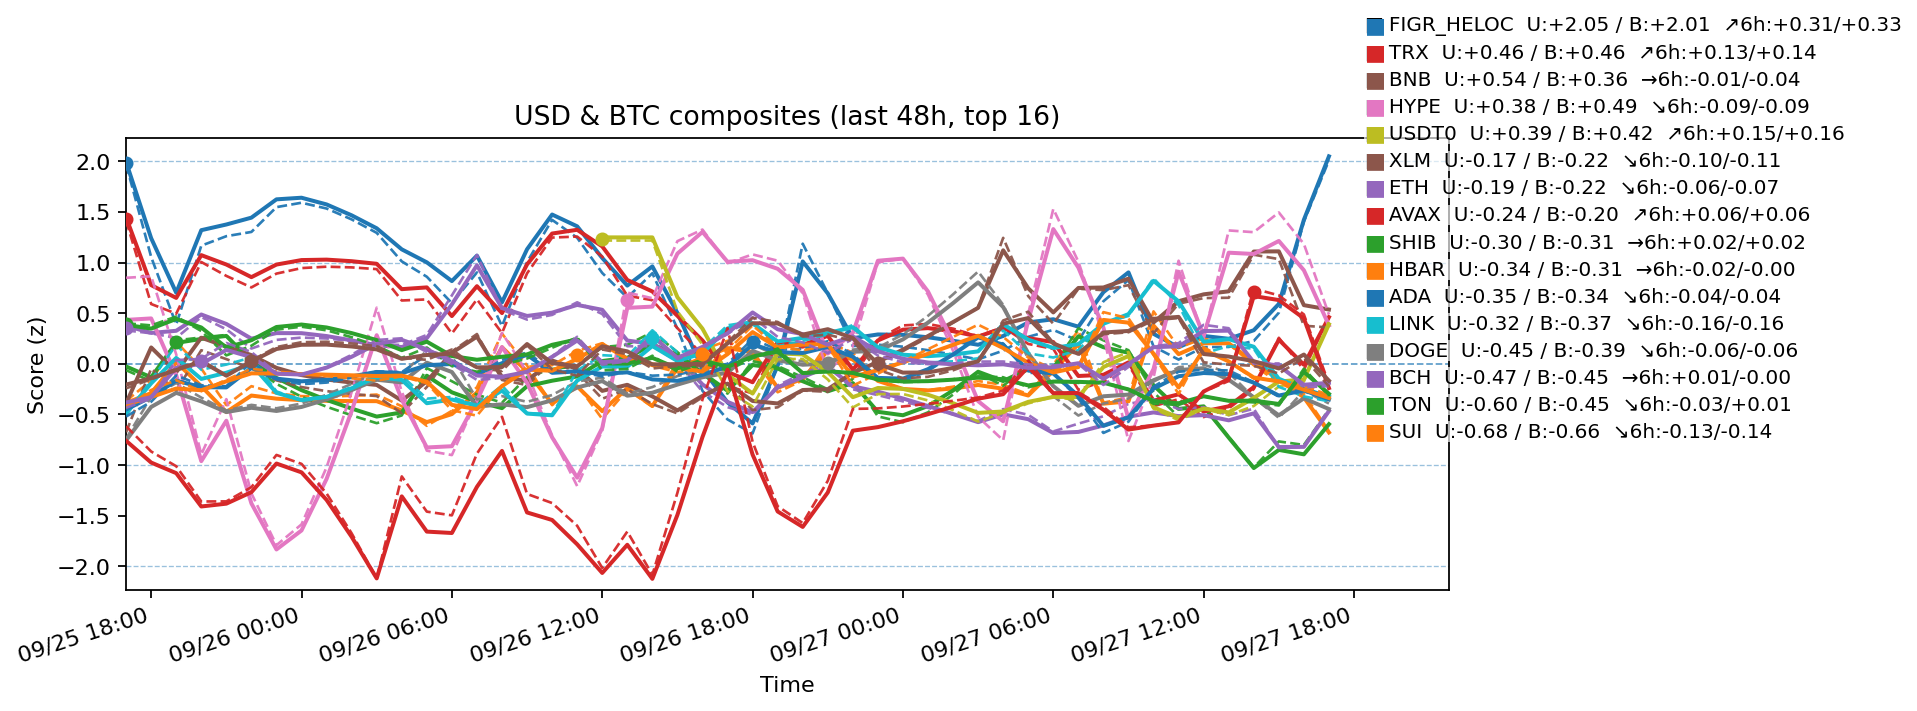 USD & BTC composites (last 48h, top 16)
FIGR_HELOC U:+2.05 / B:+2.01 ↗6h:+0.31/+0.33
TRX U:+0.46 / B:+0.46 ↗6h:+0.13/+0.14
BNB U:+0.54 / B:+0.36 →6h:-0.01/-0.04
HYPE U:+0.38 / B:+0.49 ↘6h:-0.09/-0.09
USDT0 U:+0.39 / B:+0.42 ↗6h:+0.15/+0.16
XLM U:-0.17 / B:-0.22 ↘6h:-0.10/-0.11
ETH U:-0.19 / B:-0.22 ↘6h:-0.06/-0.07
AVAX U:-0.24 / B:-0.20 ↗6h:+0.06/+0.06
SHIB U:-0.30 / B:-0.31 →6h:+0.02/+0.02
HBAR U:-0.34 / B:-0.31 →6h:-0.02/-0.00
ADA U:-0.35 / B:-0.34 ↘6h:-0.04/-0.04
LINK U:-0.32 / B:-0.37 ↘6h:-0.16/-0.16
DOGE U:-0.45 / B:-0.39 ↘6h:-0.06/-0.06
BCH U:-0.47 / B:-0.45 →6h:+0.01/-0.00
TON U:-0.60 / B:-0.45 ↘6h:-0.03/+0.01
SUI U:-0.68 / B:-0.66 ↘6h:-0.13/-0.14
Score (z)
2.0
1.5
1.0
0.5
0.0
−0.5
−1.0
−1.5
−2.0
09/25 18:00
09/26 00:00
09/26 06:00
09/26 12:00
09/26 18:00
09/27 00:00
09/27 06:00
09/27 12:00
09/27 18:00
Time